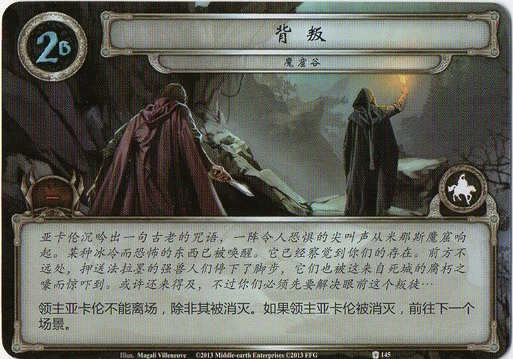 2B
背叛
魔窟谷
亚卡伦沉吟出一句古老的咒语，一阵令人恐惧的尖叫声从米那斯魔窟响
起。某种冰冷而恐怖的东西已被唤醒。它已经察觉到你们的存在。前方不
远处，押送法拉墨的强兽人们停下了脚步，它们也被这来自死城的腐朽之
嚎而惊吓到。或许还来得及，不过你们必须先要解决眼前这个叛徒…
领主亚卡伦不能离场，除非其被消灭。如果领主亚卡伦被消灭，前往下一个
场景。
Illus. Magali Villeneuve ©2013 Middle-earth Enterprises ©2013 FFG 145